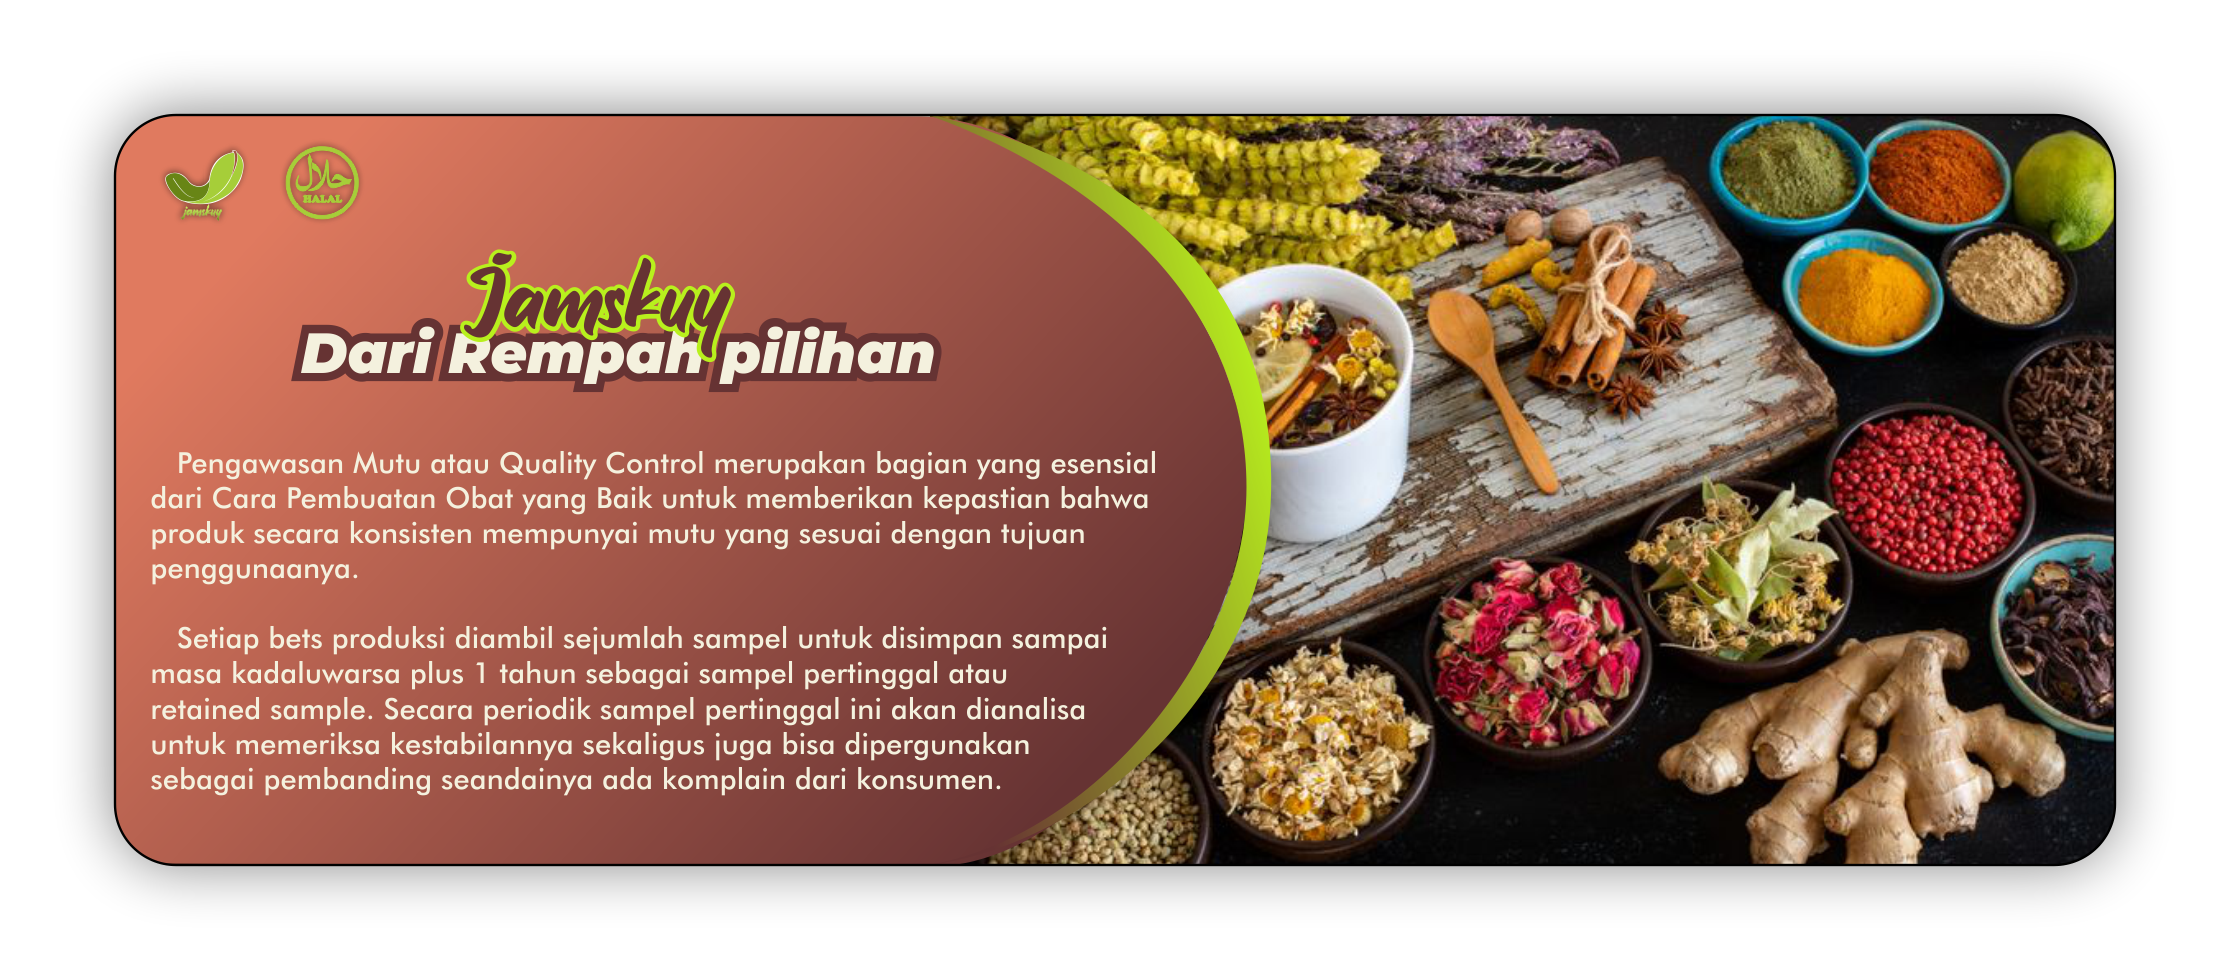 jamskuy
حلال
HALAL
Jamskuy
Dari Rempah pilihan
Pengawasan Mutu atau Quality Control merupakan bagian yang esensial
dari Cara Pembuatan Obat yang Baik untuk memberikan kepastian bahwa
produk secara konsisten mempunyai mutu yang sesuai dengan tujuan
penggunaanya.
Setiap bets produksi diambil sejumlah sampel untuk disimpan sampai
masa kadaluwarsa plus 1 tahun sebagai sampel pertinggal atau
retained sample. Secara periodik sampel pertinggal ini akan dianalisa
untuk memeriksa kestabilannya sekaligus juga bisa dipergunakan
sebagai pembanding seandainya ada komplain dari konsumen.